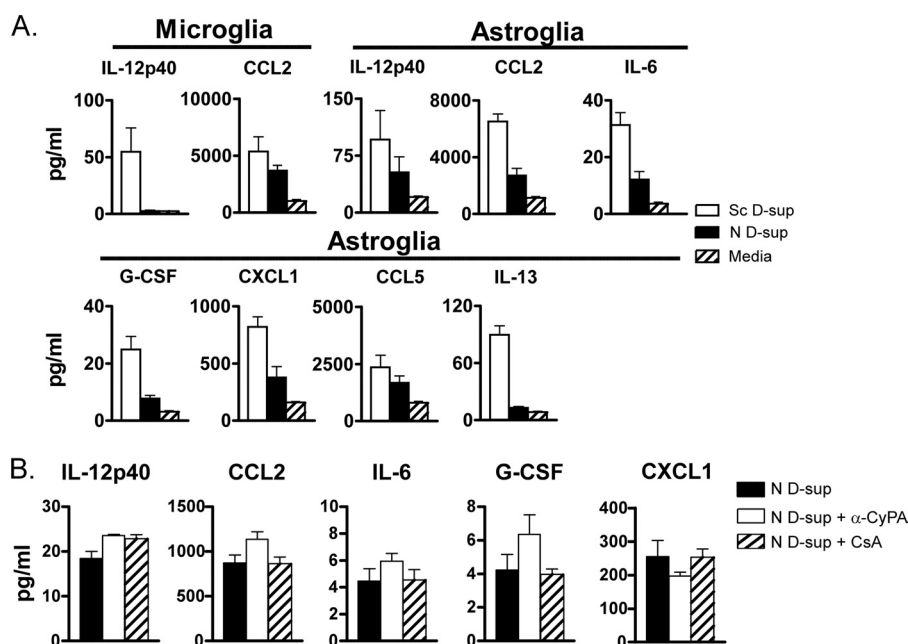 A.
Microglia
Astroglia
IL-12p40
CCL2
IL-12p40
CCL2
IL-6
pg/ml
100
50
0
10000
5000
0
150
75
0
8000
4000
0
40
20
0
Sc D-sup
N D-sup
Media
Astroglia
G-CSF
CXCL1
CCL5
IL-13
pg/ml
40
20
0
1000
500
0
5000
2500
0
120
60
0
B.
IL-12p40
CCL2
IL-6
G-CSF
CXCL1
pg/ml
30
20
10
0
1500
1000
500
0
10
8
6
4
2
0
8
6
4
2
0
400
300
200
100
0
N D-sup
N D-sup + α-CyPA
N D-sup + CsA